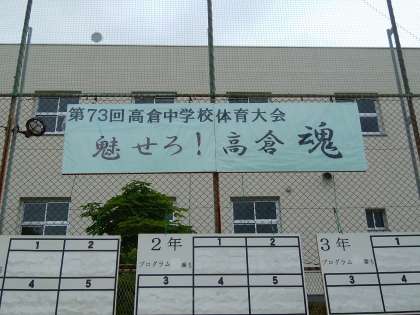 第73回高倉中学校体育大会
魅せろ！高倉魂
1 2
4 5
2年 1 2
プログラム
3 4 5
3年 1
プログラム
3 4